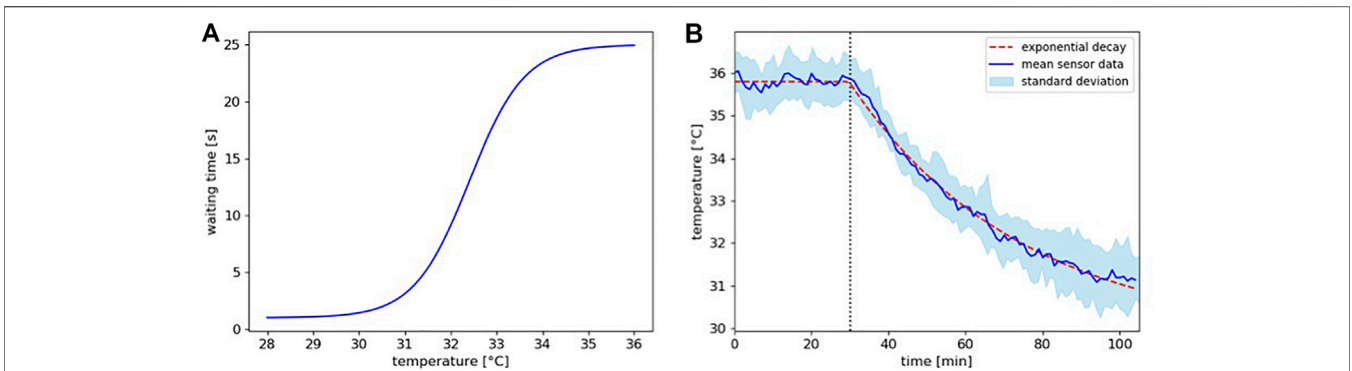 A
waiting time [s]
25
20
15
10
5
0
28 29 30 31 32 33 34 35 36
temperature [°C]
B
temperature [°C]
36
35
34
33
32
31
30
0 20 40 60 80 100
time [min]
exponential decay
mean sensor data
standard deviation